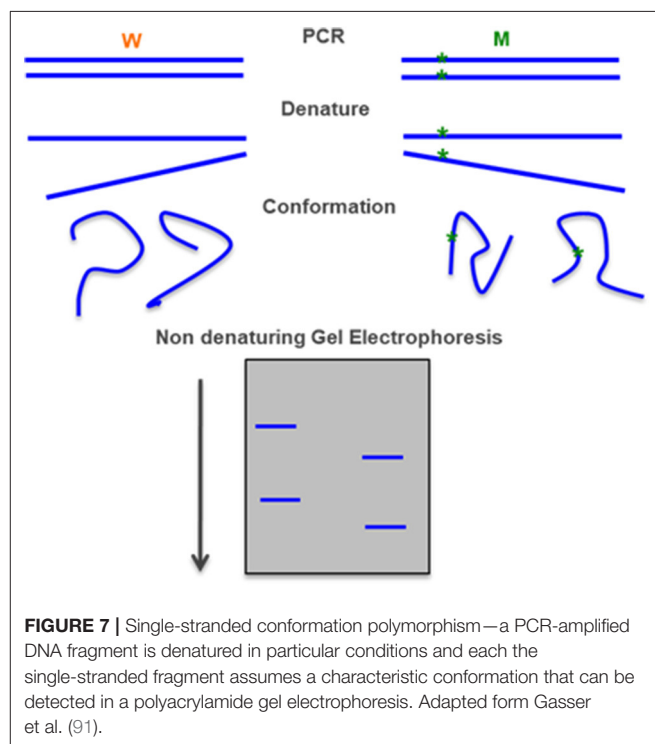 W PCR M
Denature
Conformation
Non denaturing Gel Electrophoresis
FIGURE 7 | Single-stranded conformation polymorphism—a PCR-amplified
DNA fragment is denatured in particular conditions and each the
single-stranded fragment assumes a characteristic conformation that can be
detected in a polyacrylamide gel electrophoresis. Adapted form Gasser
et al. (91).